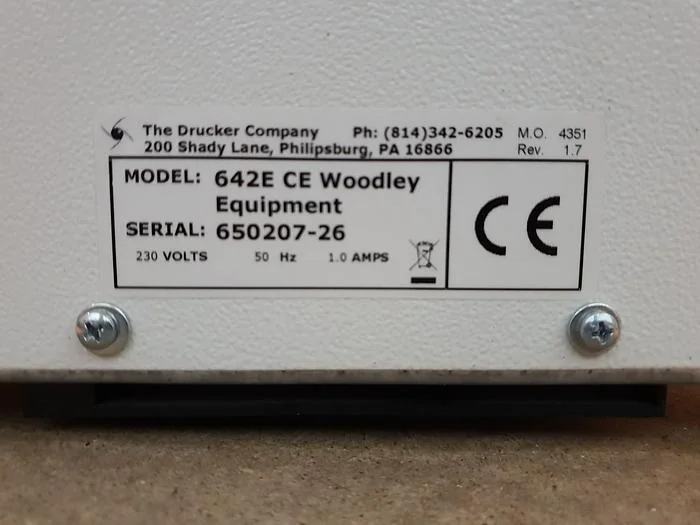 The Drucker Company Ph: (814)342-6205 M.O. 4351
200 Shady Lane, Philipsburg, PA 16866 Rev. 1.7
MODEL: 642E CE Woodley
Equipment
SERIAL: 650207-26
230 VOLTS 50 Hz 1.0 AMPS
CE